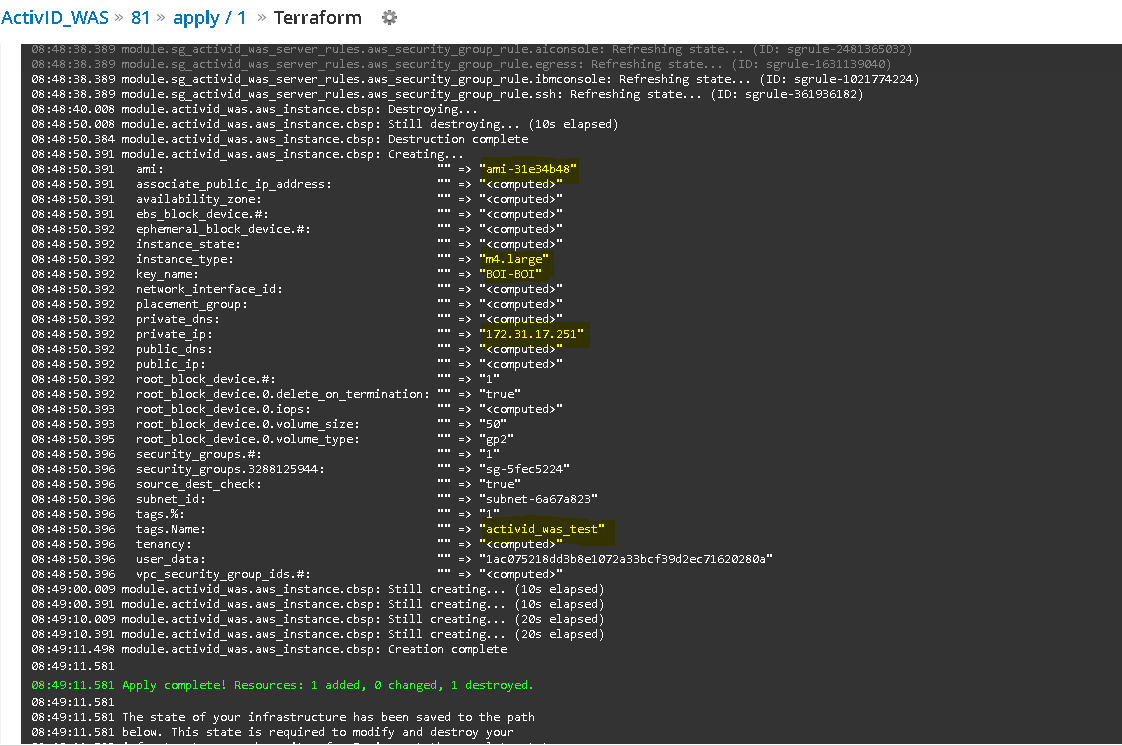 ActivID_WAS » 81 » apply / 1 » Terraform
08:48:38.389 module.sg_activid_was_server_rules.aws_security_group_rule.aiconsole: Refreshing state... (ID: sgrule-2481365032)
08:48:38.389 module.sg_activid_was_server_rules.aws_security_group_rule.egress: Refreshing state... (ID: sgrule-1631139040)
08:48:38.389 module.sg_activid_was_server_rules.aws_security_group_rule.ibmconsole: Refreshing state... (ID: sgrule-1021774224)
08:48:38.389 module.sg_activid_was_server_rules.aws_security_group_rule.ssh: Refreshing state... (ID: sgrule-361936182)
08:48:40.008 module.activid_was.aws_instance.cbsp: Destroying...
08:48:50.008 module.activid_was.aws_instance.cbsp: Still destroying... (10s elapsed)
08:48:50.384 module.activid_was.aws_instance.cbsp: Destruction complete
08:48:50.391 module.activid_was.aws_instance.cbsp: Creating...
08:48:50.391 ami: "" => "ami-31e34b48"
08:48:50.391 associate_public_ip_address: "" => "<computed>"
08:48:50.391 availability_zone: "" => "<computed>"
08:48:50.391 ebs_block_device.#: "" => "<computed>"
08:48:50.392 ephemeral_block_device.#: "" => "<computed>"
08:48:50.392 instance_state: "" => "<computed>"
08:48:50.392 instance_type: "" => "m4.large"
08:48:50.392 key_name: "" => "BOI-BOI"
08:48:50.392 network_interface_id: "" => "<computed>"
08:48:50.392 placement_group: "" => "<computed>"
08:48:50.392 private_dns: "" => "<computed>"
08:48:50.392 private_ip: "" => "172.31.17.251"
08:48:50.392 public_dns: "" => "<computed>"
08:48:50.392 public_ip: "" => "<computed>"
08:48:50.392 root_block_device.#: "" => "1"
08:48:50.392 root_block_device.0.delete_on_termination: "" => "true"
08:48:50.393 root_block_device.0.iops: "" => "<computed>"
08:48:50.393 root_block_device.0.volume_size: "" => "50"
08:48:50.395 root_block_device.0.volume_type: "" => "gp2"
08:48:50.396 security_groups.#: "" => "1"
08:48:50.396 security_groups.3288125944: "" => "sg-5fec5224"
08:48:50.396 source_dest_check: "" => "true"
08:48:50.396 subnet_id: "" => "subnet-6a67a823"
08:48:50.396 tags.%: "" => "1"
08:48:50.396 tags.Name: "" => "activid_was_test"
08:48:50.396 tenancy: "" => "<computed>"
08:48:50.396 user_data: "" => "1ac075218dd3b8e1072a33bcf39d2ec71620280a"
08:48:50.396 vpc_security_group_ids.#: "" => "<computed>"
08:49:00.009 module.activid_was.aws_instance.cbsp: Still creating... (10s elapsed)
08:49:00.391 module.activid_was.aws_instance.cbsp: Still creating... (10s elapsed)
08:49:10.009 module.activid_was.aws_instance.cbsp: Still creating... (20s elapsed)
08:49:10.391 module.activid_was.aws_instance.cbsp: Still creating... (20s elapsed)
08:49:11.498 module.activid_was.aws_instance.cbsp: Creation complete
08:49:11.581
08:49:11.581 Apply complete! Resources: 1 added, 0 changed, 1 destroyed.
08:49:11.581
08:49:11.581 The state of your infrastructure has been saved to the path
08:49:11.581 below. This state is required to modify and destroy your